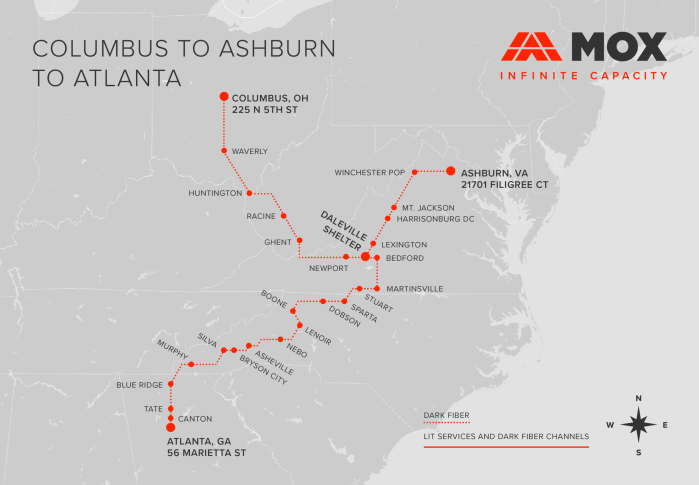 COLUMBUS TO ASHBURN
TO ATLANTA
MOX
INFINITE CAPACITY
COLUMBUS, OH
225 N 5TH ST
WAVERLY
HUNTINGTON
RACINE
GHENT
NEWPORT
DALEVILLE
SHELTER
WINCHESTER POP
ASHBURN, VA
21701 FILIGREE CT
MT. JACKSON
HARRISONBURG DC
LEXINGTON
BEDFORD
MARTINSVILLE
STUART
SPARTA
DOBSON
BOONE
LENOIR
NEBO
ASHEVILLE
BRYSON CITY
SILVA
MURPHY
BLUE RIDGE
TATE
CANTON
ATLANTA, GA
56 MARIETTA ST
DARK FIBER
LIT SERVICES AND DARK FIBER CHANNELS
N
W
E
S